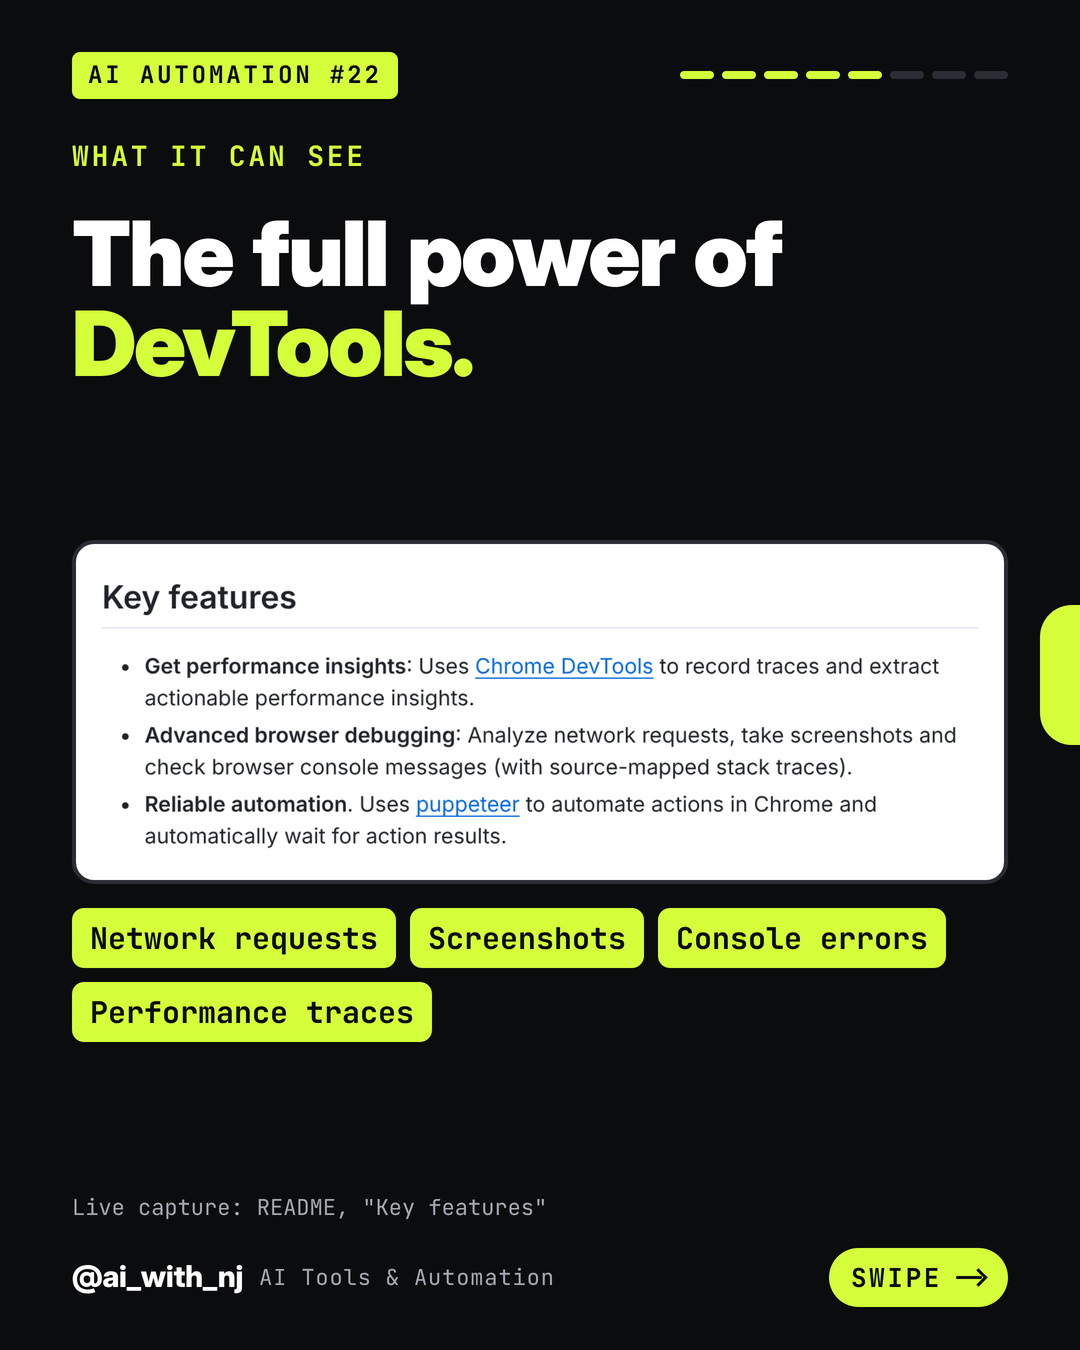 AI AUTOMATION #22
WHAT IT CAN SEE
The full power of
DevTools.
Key features
• Get performance insights: Uses Chrome DevTools to record traces and extract
actionable performance insights.
• Advanced browser debugging: Analyze network requests, take screenshots and
check browser console messages (with source-mapped stack traces).
• Reliable automation. Uses puppeteer to automate actions in Chrome and
automatically wait for action results.
Network requests Screenshots Console errors
Performance traces
Live capture: README, "Key features"
@ai_with_nj AI Tools & Automation
SWIPE →